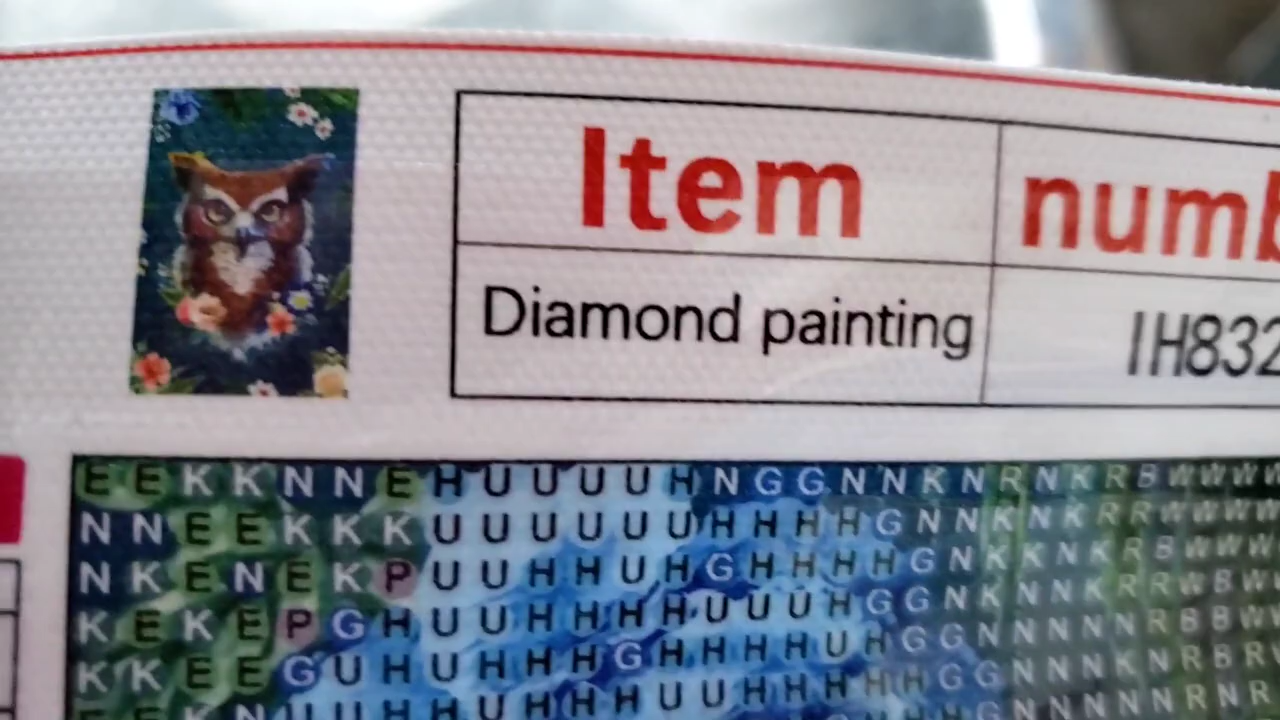 Item numb
Diamond painting IH832
E E K K N N E H U U U U H N G G N N K N R N K R B W W W W
N N E E K K K U U U U U U H H H H G N N K N K R R W W W W
N K E N E K P U U H H U H G H H H H G N K K N K R B W W W
K E K E P G H U U H H H H U U U H G G N K N N K R R W B W
K K E E G U H U H H H G H H H H U H G G N N N N N R B B W